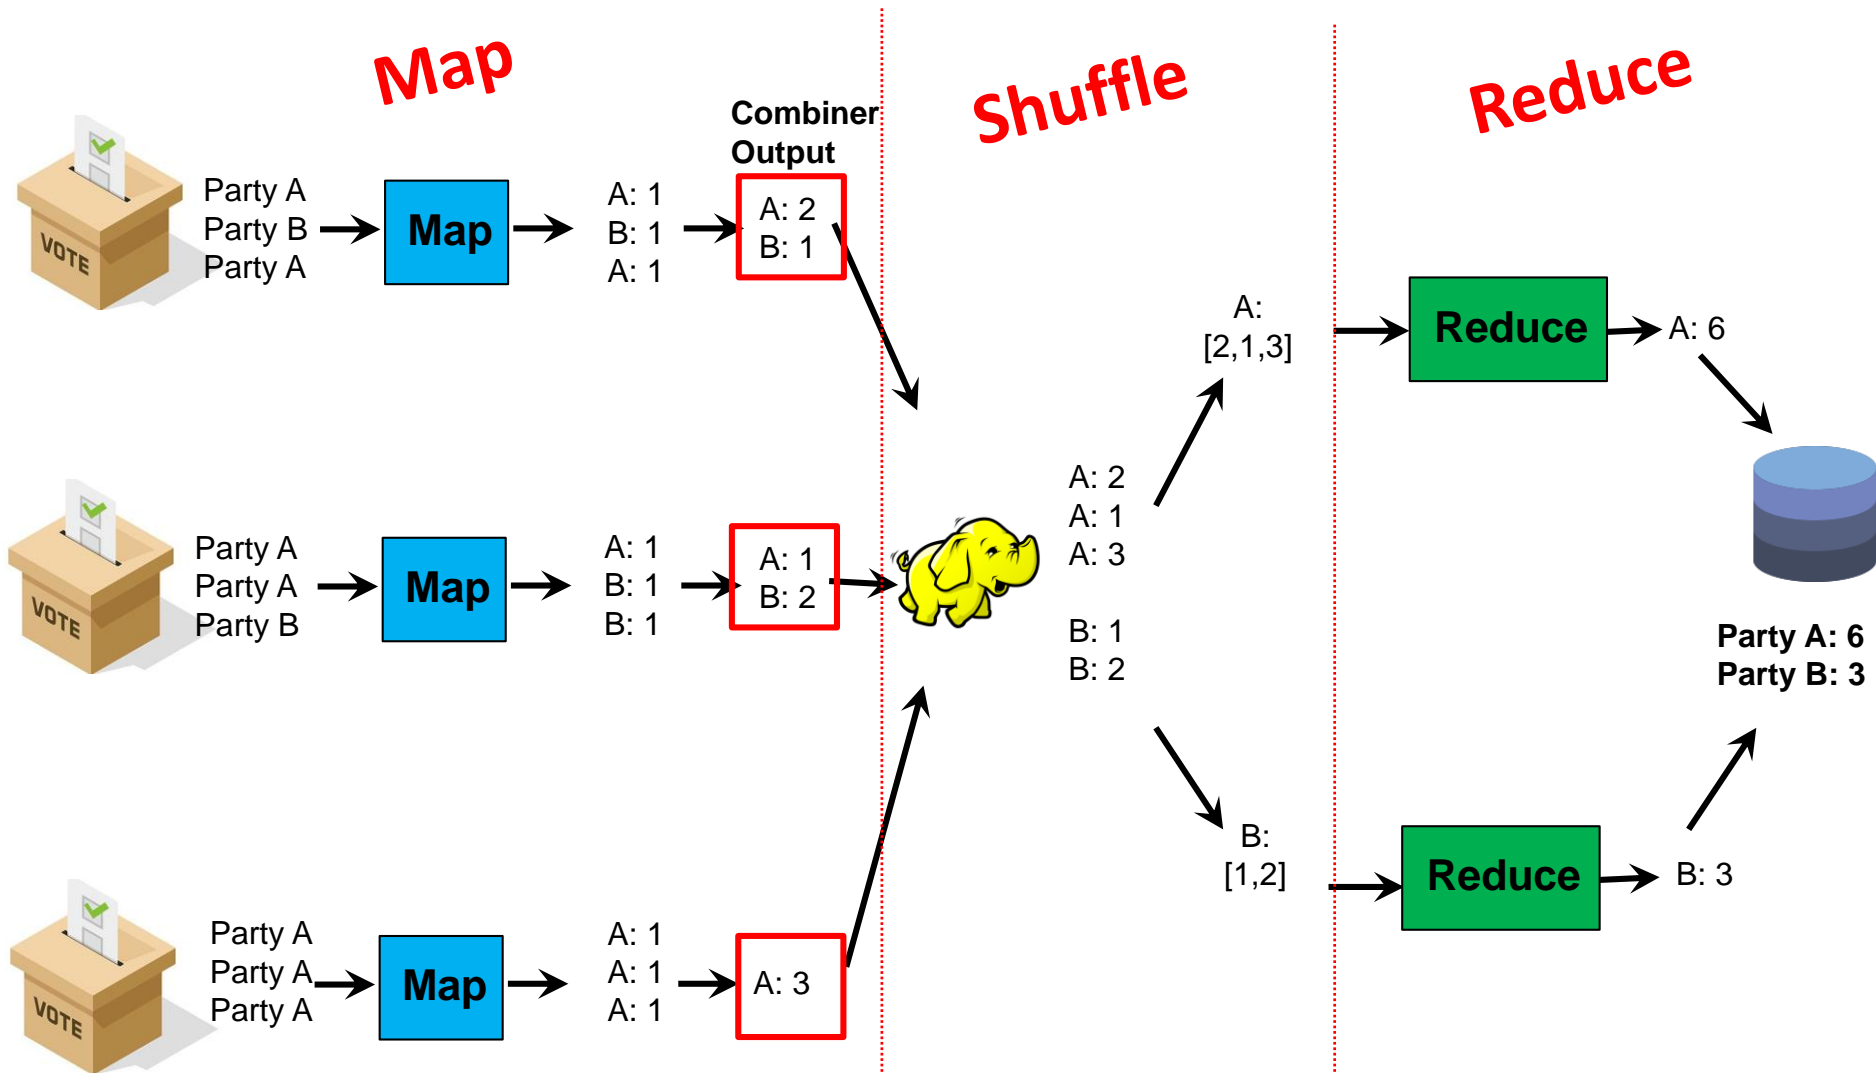 Map
Shuffle
Reduce
Combiner
Output
VOTE
Party A
Party B
Party A
Map
A: 1
B: 1
A: 1
A: 2
B: 1
VOTE
Party A
Party A
Party B
Map
A: 1
B: 1
B: 1
A: 1
B: 2
VOTE
Party A
Party A
Party A
Map
A: 1
A: 1
A: 1
A: 3
A: 2
A: 1
A: 3
B: 1
B: 2
A:
[2,1,3]
B:
[1,2]
Reduce
A: 6
Reduce
B: 3
Party A: 6
Party B: 3